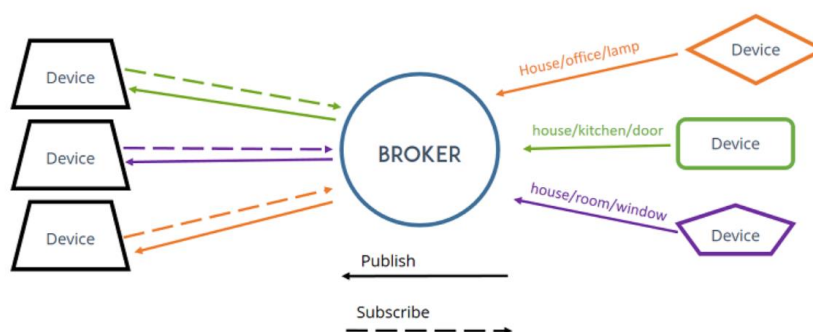 Device
Device
Device
BROKER
House/office/lamp
Device
house/kitchen/door
Device
house/room/window
Device
Publish
Subscribe